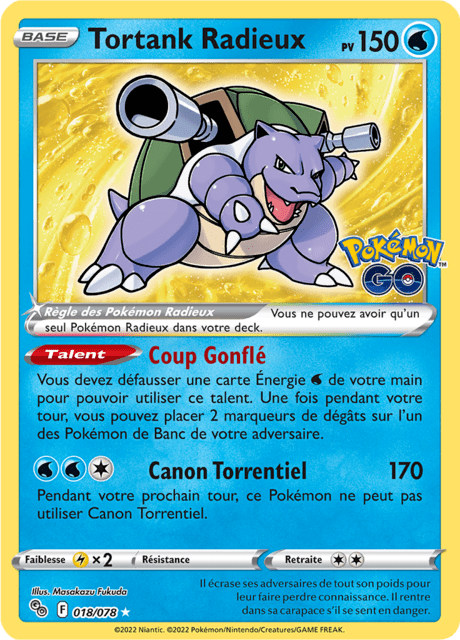 BASE Tortank Radieux PV 150
POKÉMON GO™
Règle des Pokémon Radieux Vous ne pouvez avoir qu'un
seul Pokémon Radieux dans votre deck.
Talent Coup Gonflé
Vous devez défausser une carte Énergie de votre main
pour pouvoir utiliser ce talent. Une fois pendant votre
tour, vous pouvez placer 2 marqueurs de dégâts sur l'un
des Pokémon de Banc de votre adversaire.
Canon Torrentiel 170
Pendant votre prochain tour, ce Pokémon ne peut pas
utiliser Canon Torrentiel.
Faiblesse ×2 Résistance Retraite
Illus. Masakazu Fukuda
Il écrase ses adversaires de tout son poids pour
leur faire perdre connaissance. Il rentre
dans sa carapace s'il se sent en danger.
F 018/078
©2022 Niantic. ©2022 Pokémon/Nintendo/Creatures/GAME FREAK.